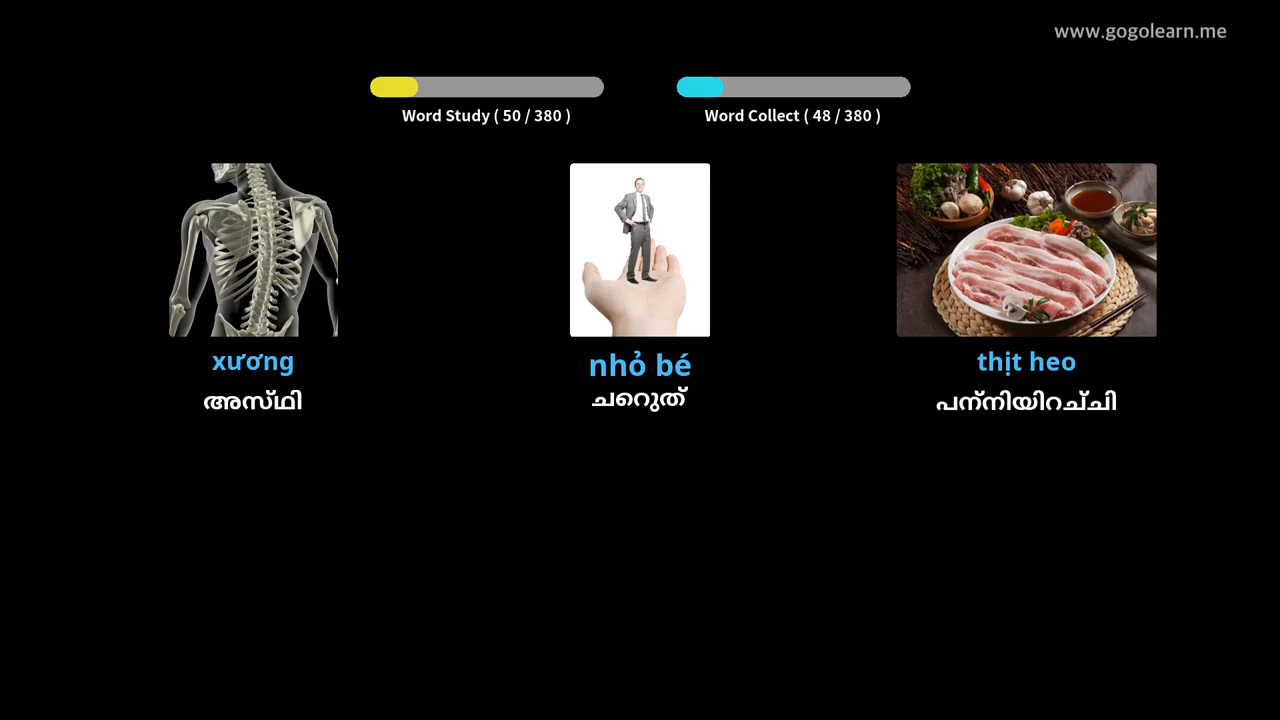 www.gogolearn.me
Word Study ( 50 / 380 )
Word Collect ( 48 / 380 )
xương
nhỏ bé
thịt heo
അസ്ഥി
ചെറുത്
പന്നിയിറച്ചി